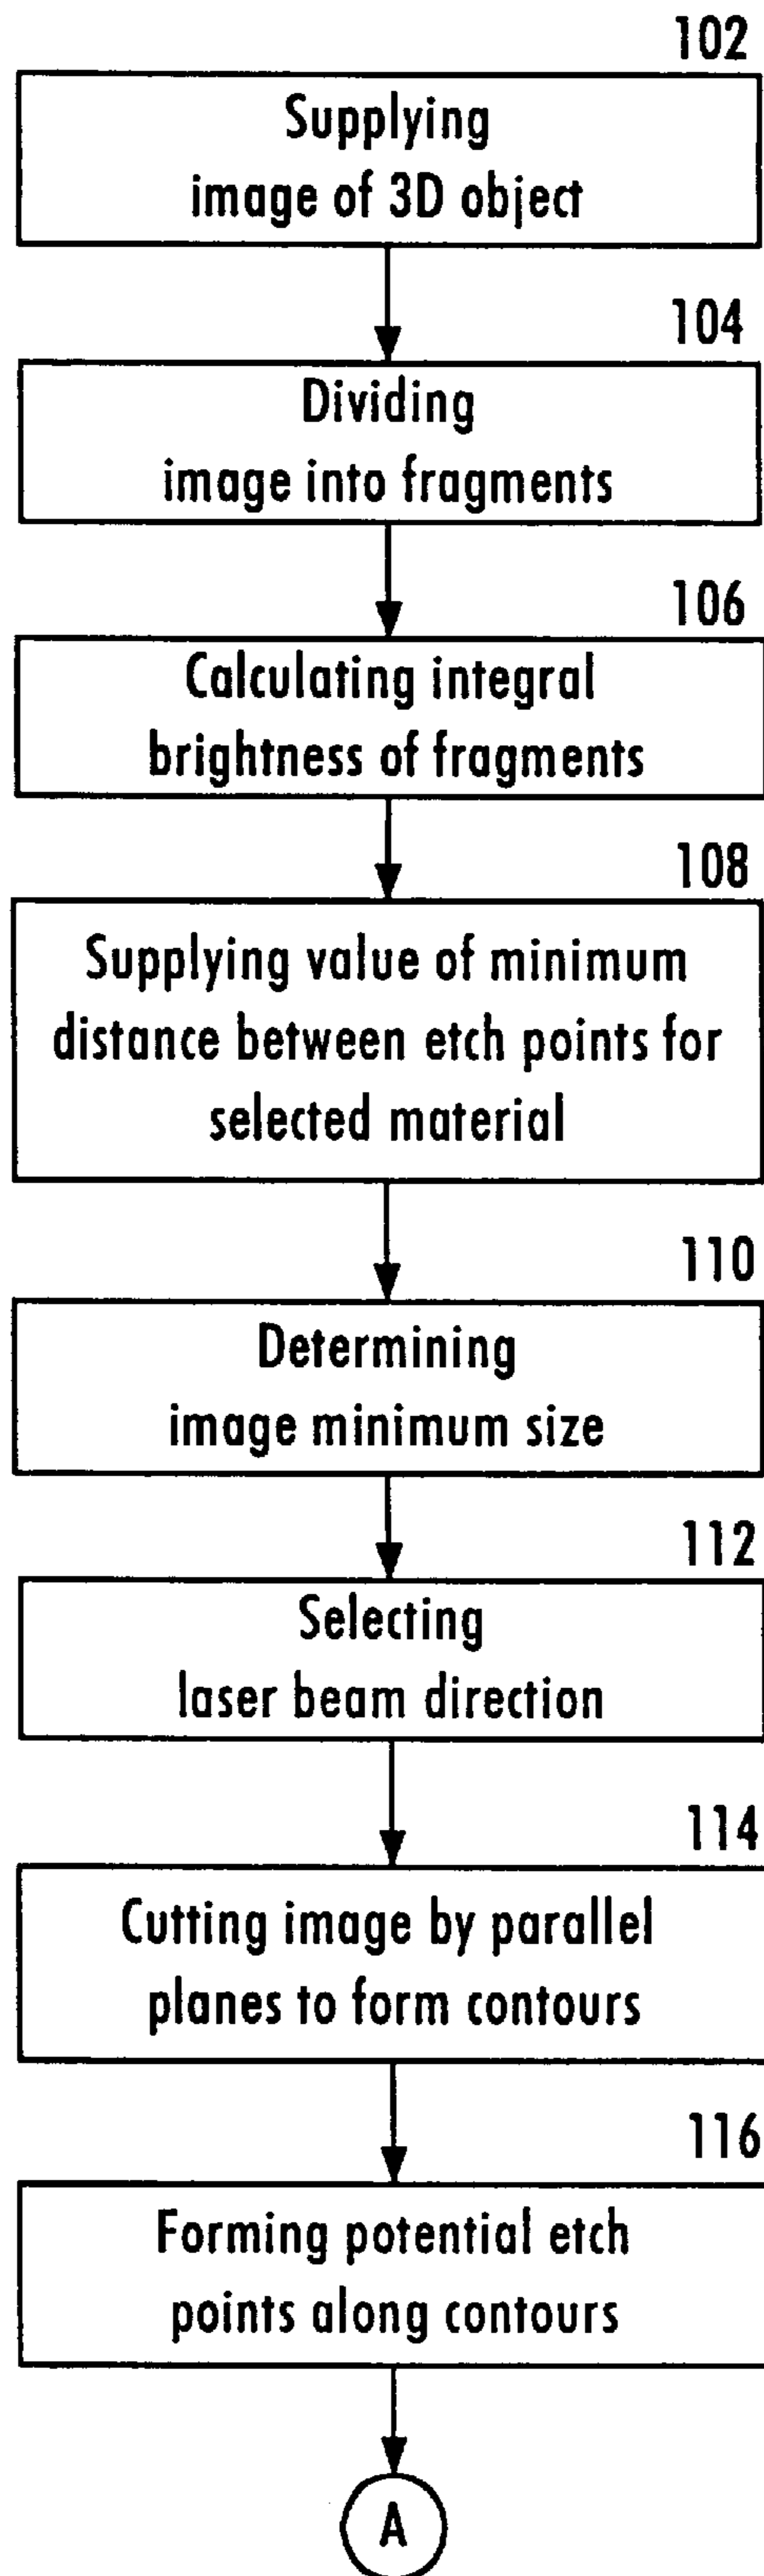 102
Supplying
image of 3D object
104
Dividing
image into fragments
106
Calculating integral
brightness of fragments
108
Supplying value of minimum
distance between etch points for
selected material
110
Determining
image minimum size
112
Selecting
laser beam direction
114
Cutting image by parallel
planes to form contours
116
Forming potential etch
points along contours
A